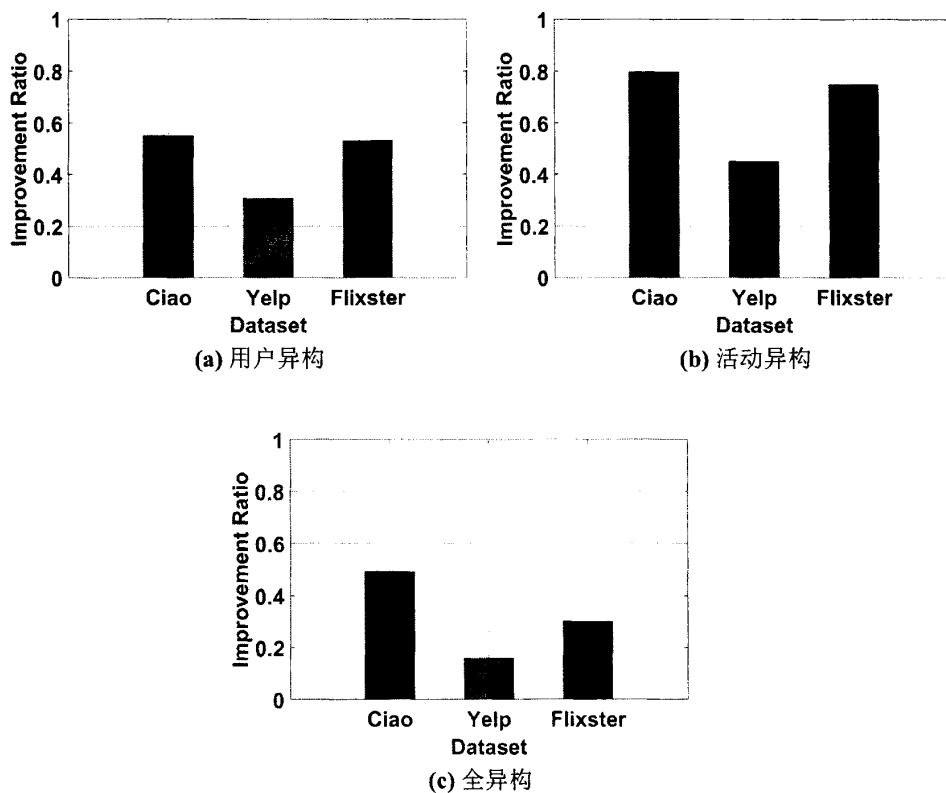 1
0.8
0.6
0.4
0.2
0
Improvement Ratio
Ciao Yelp Flixster
Dataset
(a) 用户异构
1
0.8
0.6
0.4
0.2
0
Improvement Ratio
Ciao Yelp Flixster
Dataset
(b) 活动异构
1
0.8
0.6
0.4
0.2
0
Improvement Ratio
Ciao Yelp Flixster
Dataset
(c) 全异构